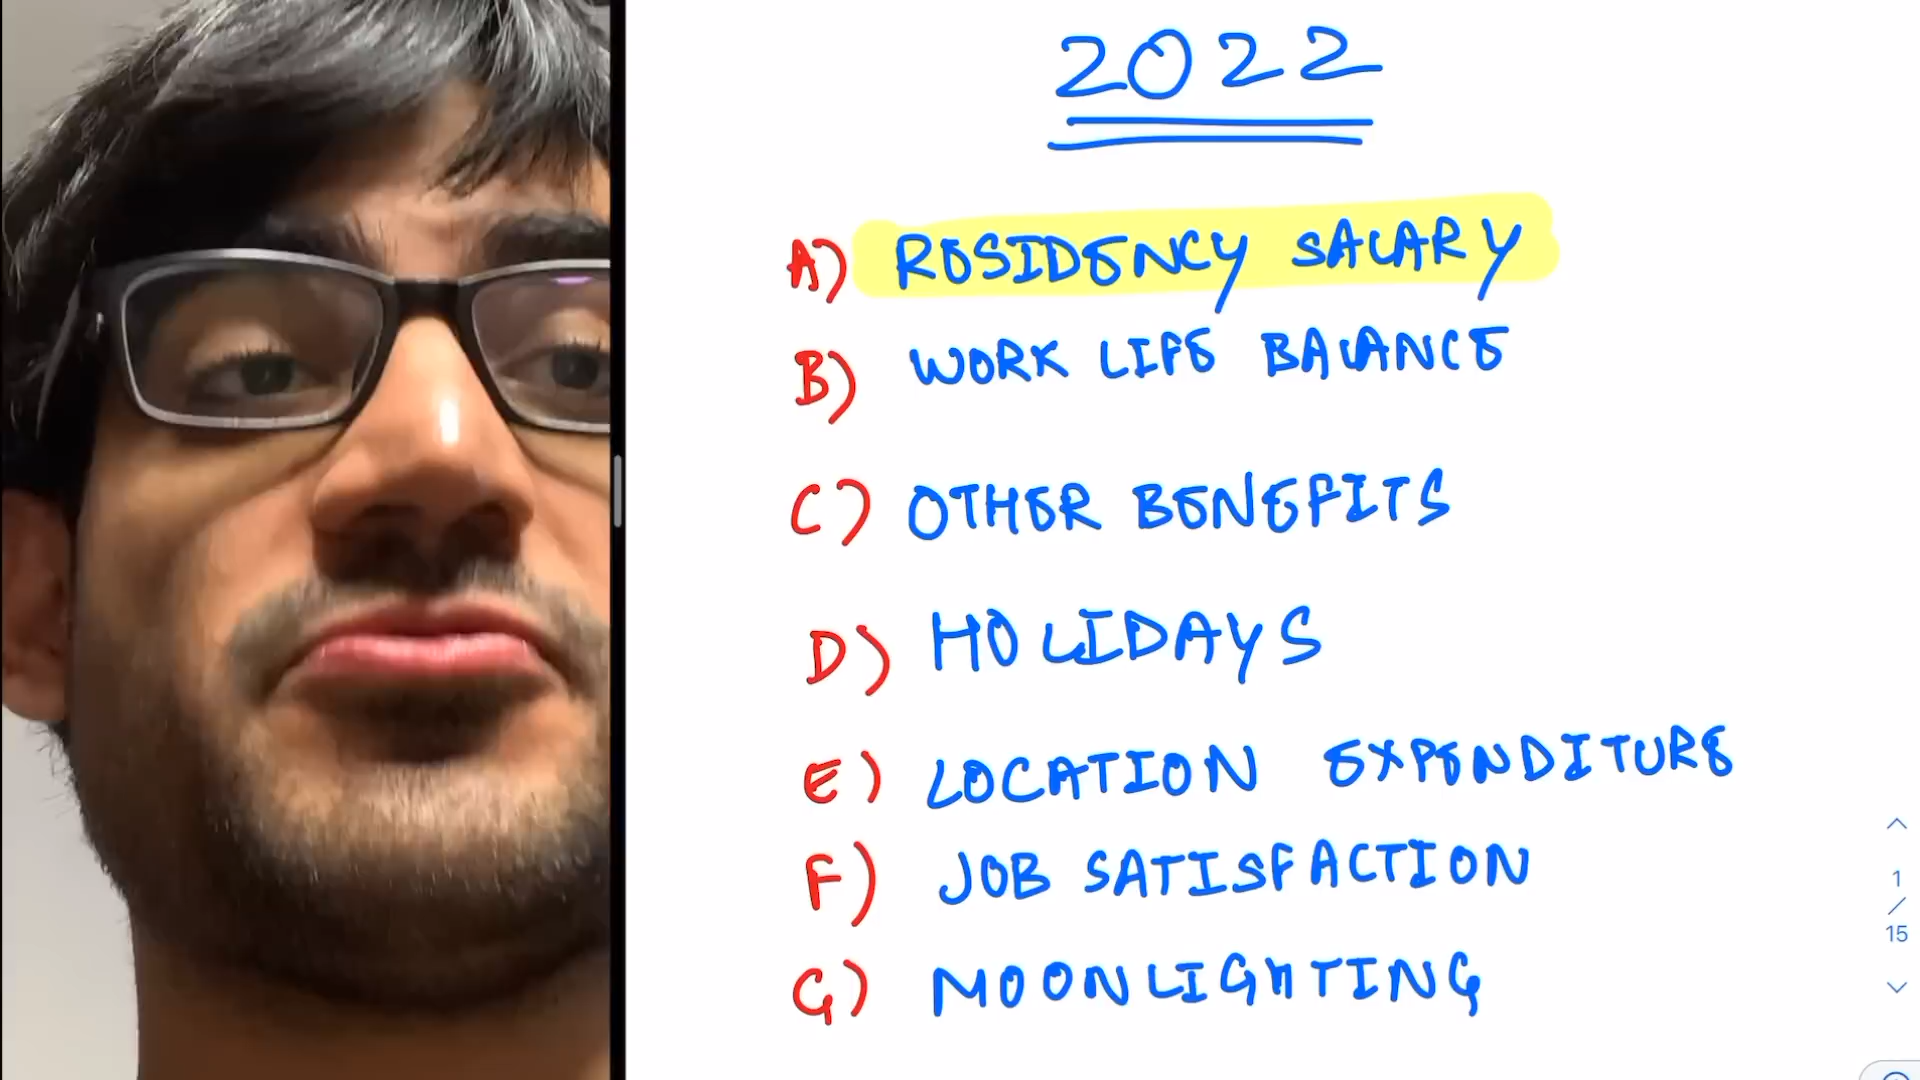 2022
A) RESIDENCY SALARY
B) WORK LIFE BALANCE
C) OTHER BENEFITS
D) HOLIDAYS
E) LOCATION EXPENDITURE
F) JOB SATISFACTION
G) MOONLIGHTING
1
/
15